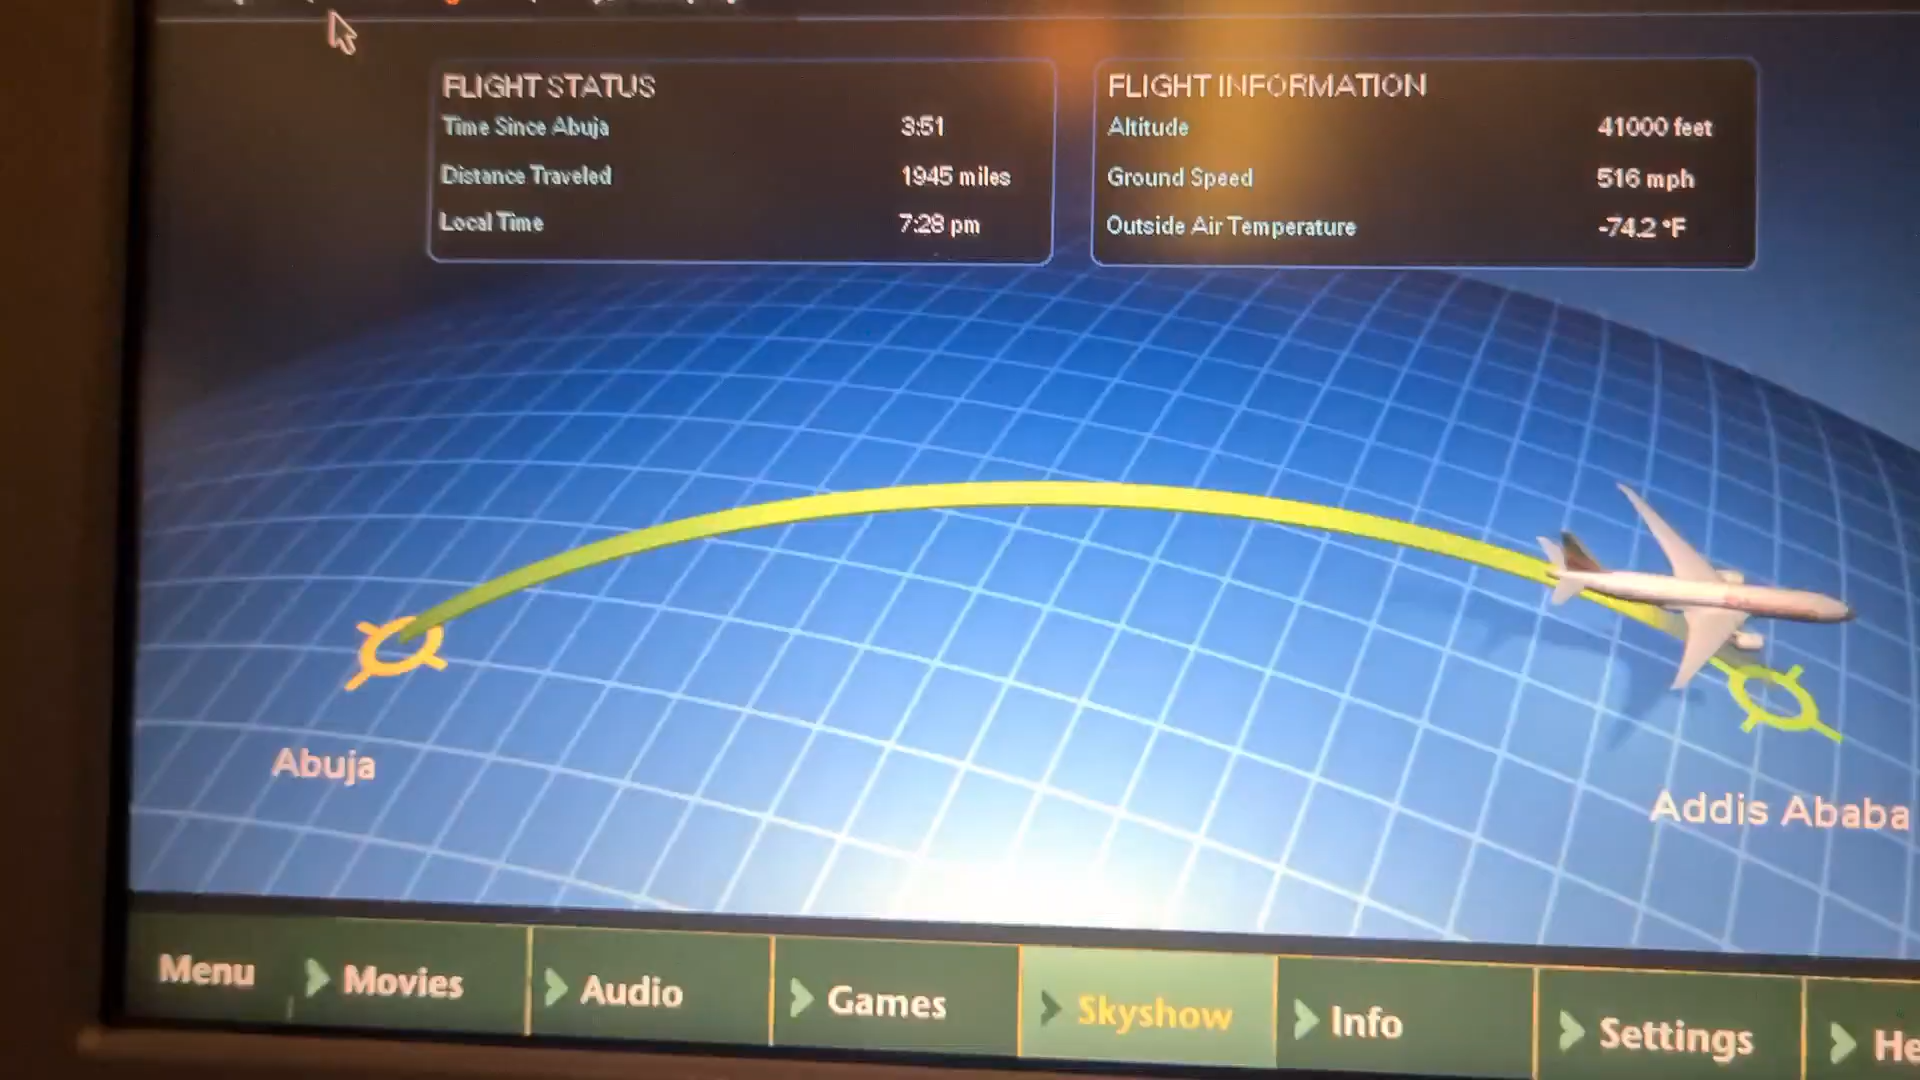 FLIGHT STATUS
Time Since Abuja 3:51
Distance Traveled 1945 miles
Local Time 7:28 pm
FLIGHT INFORMATION
Altitude 41000 feet
Ground Speed 516 mph
Outside Air Temperature -74.2 °F
Abuja
Addis Ababa
Menu Movies Audio Games Skyshow Info Settings He